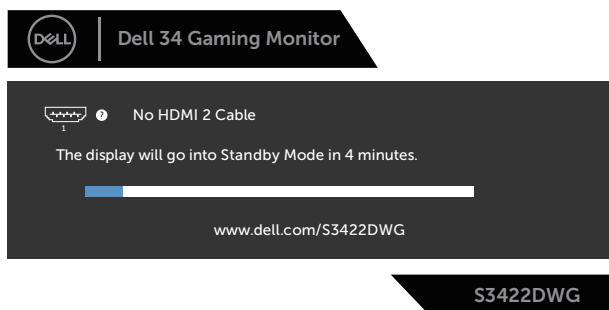 DELL
Dell 34 Gaming Monitor
? No HDMI 2 Cable
1
The display will go into Standby Mode in 4 minutes.
www.dell.com/S3422DWG
S3422DWG